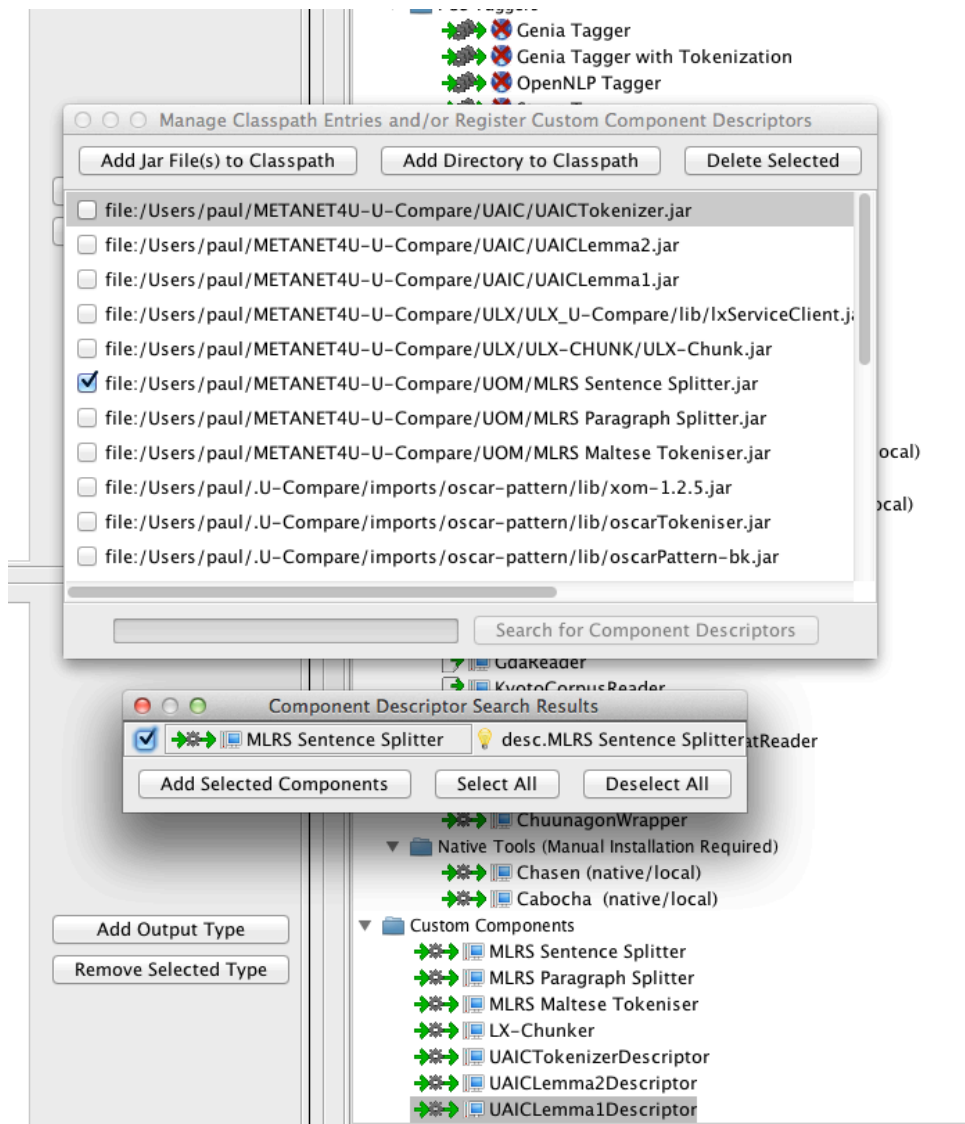 Genia Tagger
Genia Tagger with Tokenization
OpenNLP Tagger
Manage Classpath Entries and/or Register Custom Component Descriptors
Add Jar File(s) to Classpath
Add Directory to Classpath
Delete Selected
file:/Users/paul/METANET4U-U-Compare/UAIC/UAICTokenizer.jar
file:/Users/paul/METANET4U-U-Compare/UAIC/UAICLemma2.jar
file:/Users/paul/METANET4U-U-Compare/UAIC/UAICLemma1.jar
file:/Users/paul/METANET4U-U-Compare/ULX/ULX_U-Compare/lib/lxServiceClient.ja
file:/Users/paul/METANET4U-U-Compare/ULX/ULX-CHUNK/ULX-Chunk.jar
file:/Users/paul/METANET4U-U-Compare/UOM/MLRS Sentence Splitter.jar
file:/Users/paul/METANET4U-U-Compare/UOM/MLRS Paragraph Splitter.jar
file:/Users/paul/METANET4U-U-Compare/UOM/MLRS Maltese Tokeniser.jar
ocal)
file:/Users/paul/.U-Compare/imports/oscar-pattern/lib/xom-1.2.5.jar
ocal)
file:/Users/paul/.U-Compare/imports/oscar-pattern/lib/oscarTokeniser.jar
file:/Users/paul/.U-Compare/imports/oscar-pattern/lib/oscarPattern-bk.jar
Search for Component Descriptors
GdaReader
KyotoCorpusReader
Component Descriptor Search Results
MLRS Sentence Splitter
desc.MLRS Sentence Splitter
atReader
Add Selected Components
Select All
Deselect All
ChuunagonWrapper
Native Tools (Manual Installation Required)
Chasen (native/local)
Cabocha (native/local)
Add Output Type
Remove Selected Type
Custom Components
MLRS Sentence Splitter
MLRS Paragraph Splitter
MLRS Maltese Tokeniser
LX-Chunker
UAICTokenizerDescriptor
UAICLemma2Descriptor
UAICLemma1Descriptor